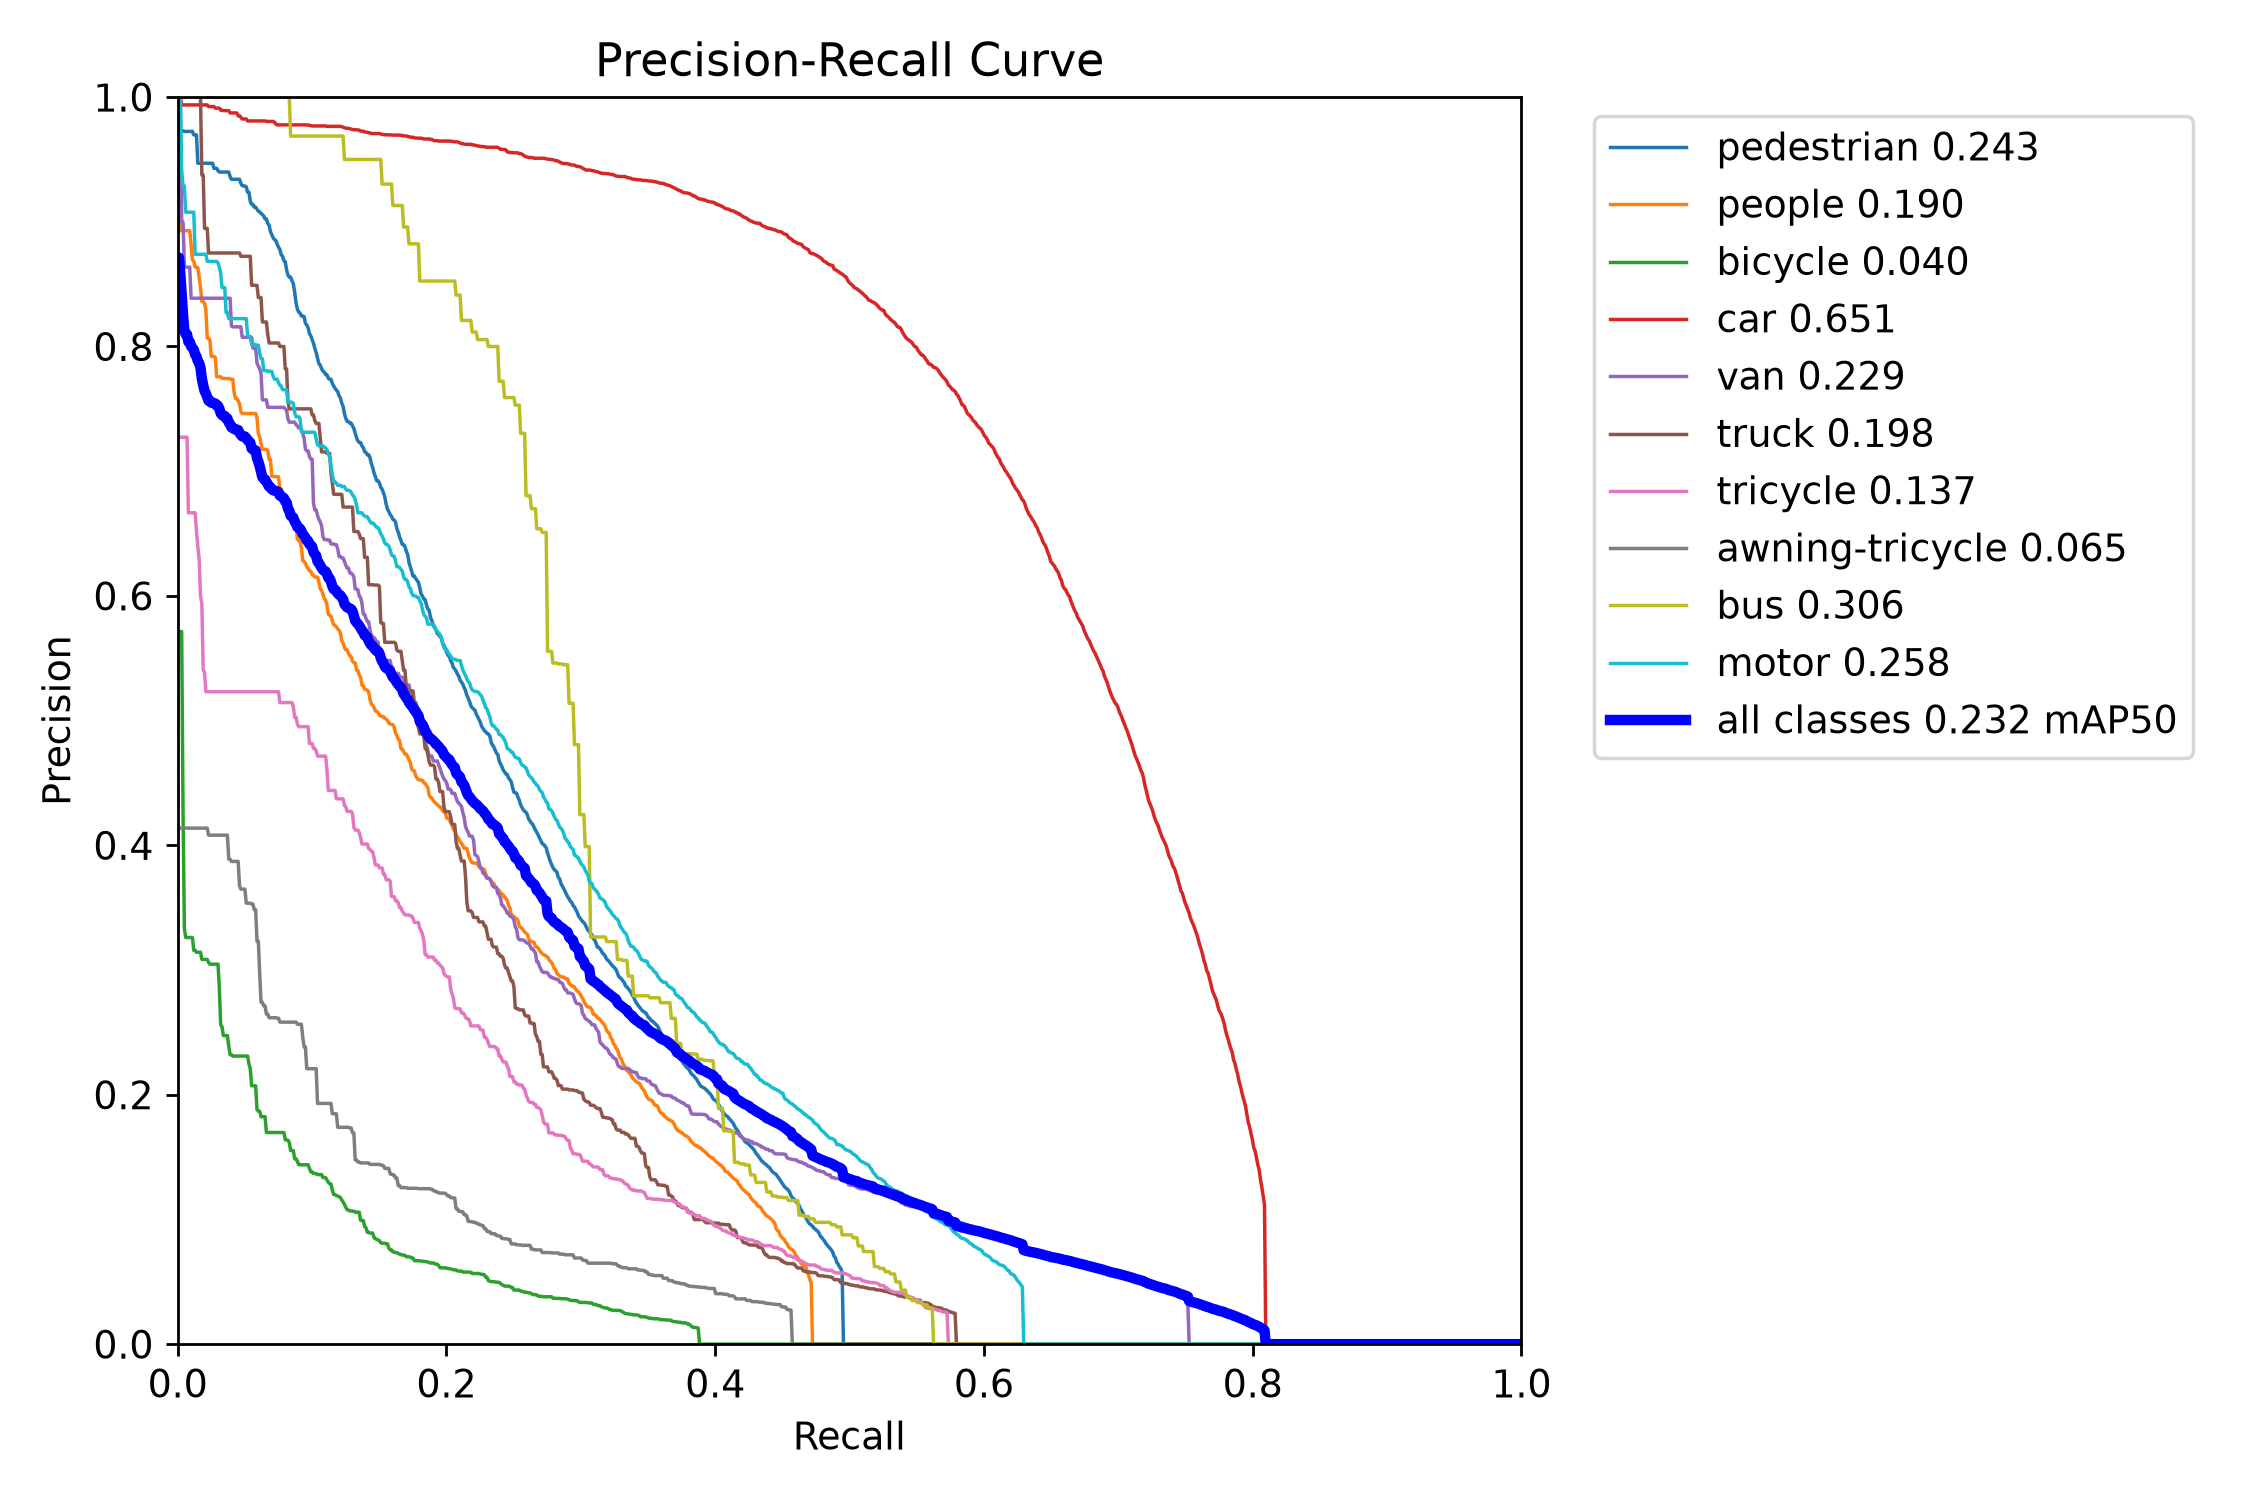 Precision-Recall Curve
1.0
0.8
0.6
0.4
0.2
0.0
Precision
0.0 0.2 0.4 0.6 0.8 1.0
Recall
pedestrian 0.243
people 0.190
bicycle 0.040
car 0.651
van 0.229
truck 0.198
tricycle 0.137
awning-tricycle 0.065
bus 0.306
motor 0.258
all classes 0.232 mAP50